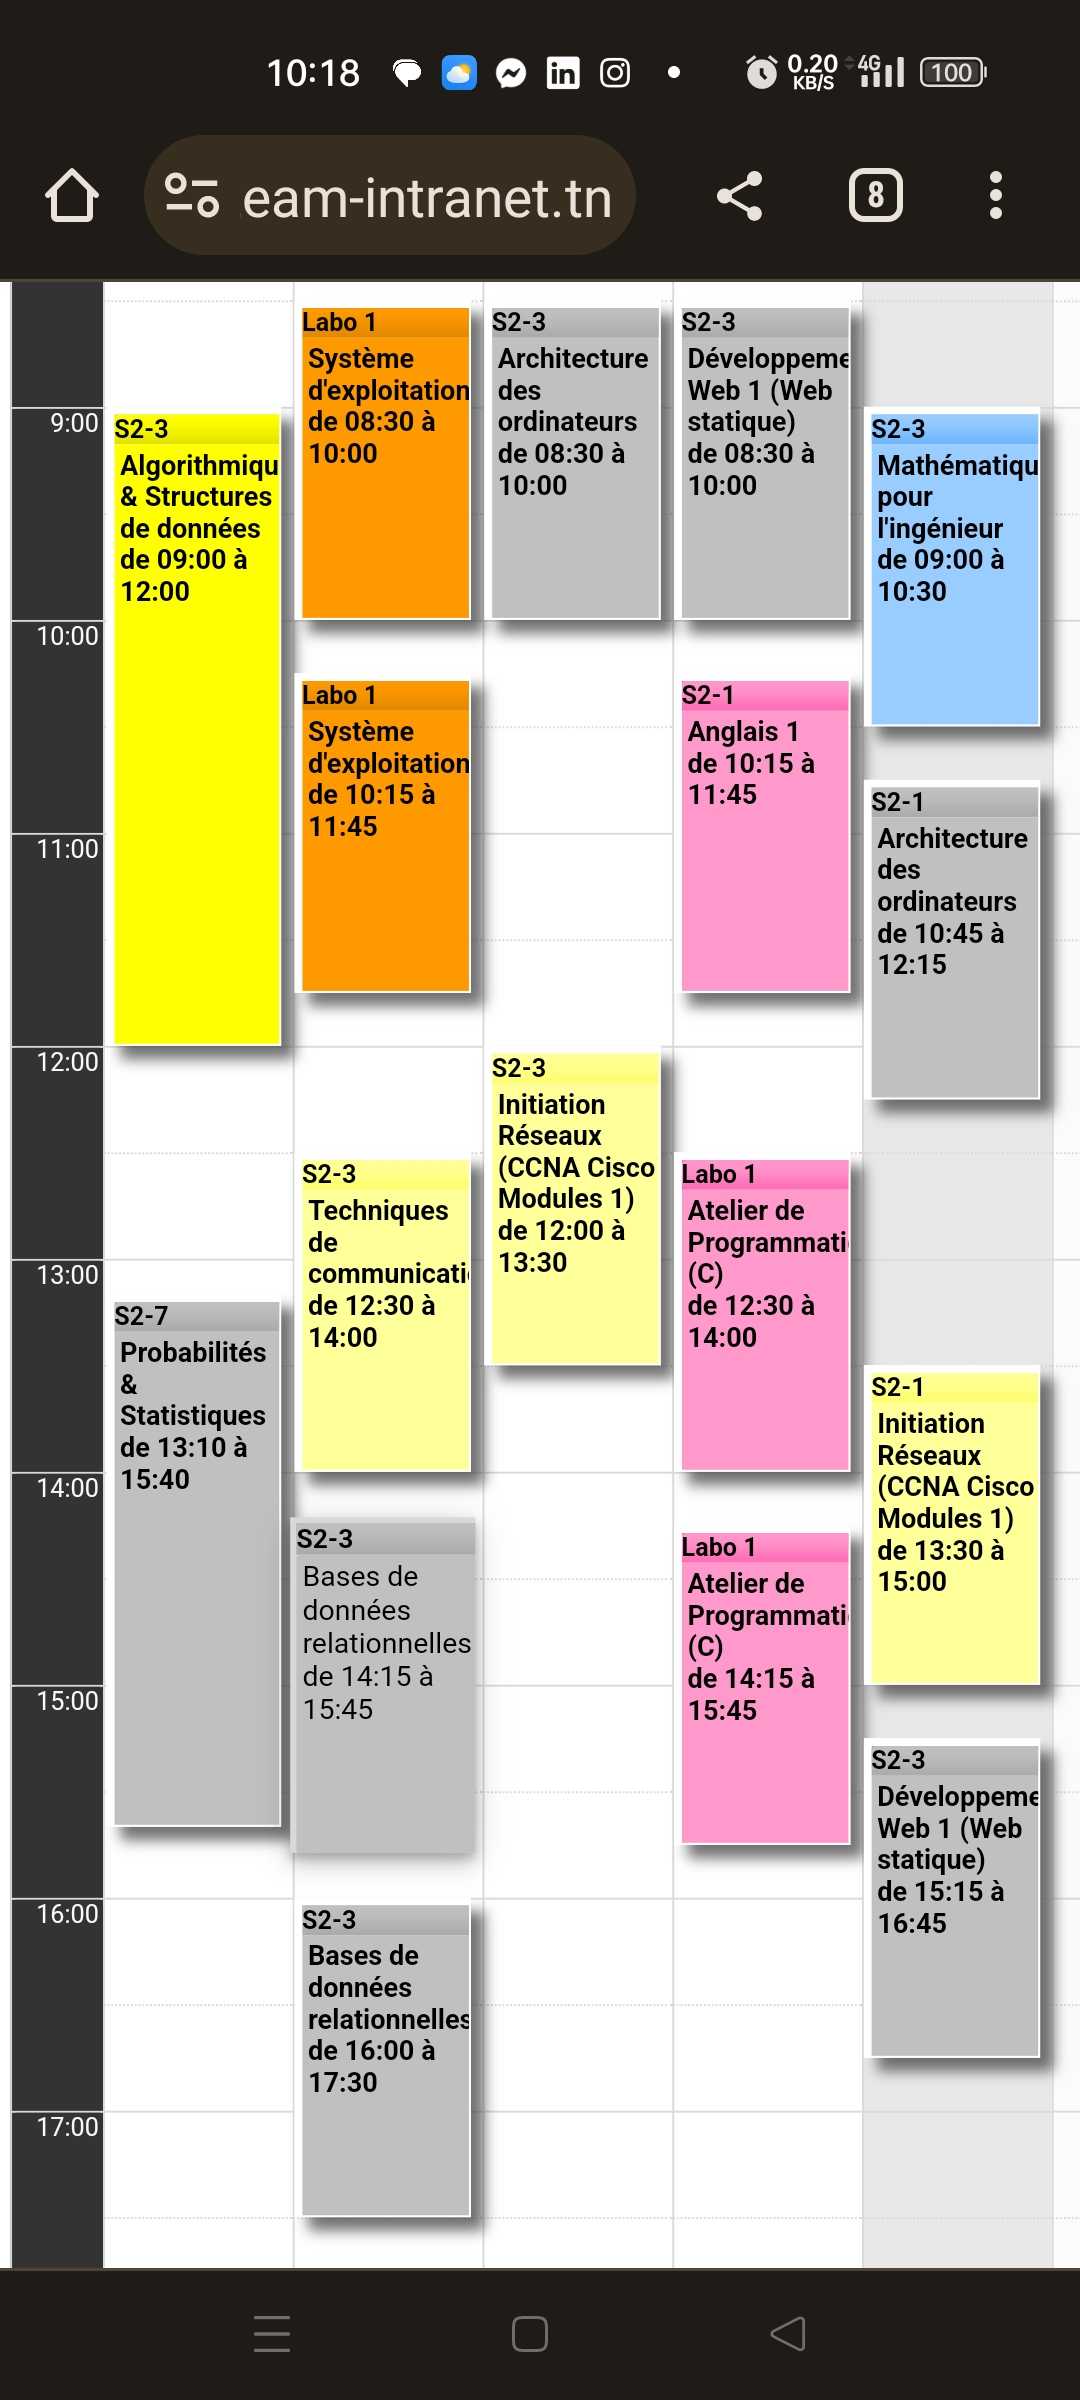 10:18
0.20
KB/S
4G
100
eam-intranet.tn
8
9:00
10:00
11:00
12:00
13:00
14:00
15:00
16:00
17:00
S2-3
Algorithmiqu
& Structures
de données
de 09:00 à
12:00
S2-7
Probabilités
&
Statistiques
de 13:10 à
15:40
Labo 1
Système
d'exploitation
de 08:30 à
10:00
Labo 1
Système
d'exploitation
de 10:15 à
11:45
S2-3
Techniques
de
communicati
de 12:30 à
14:00
S2-3
Bases de
données
relationnelles
de 14:15 à
15:45
S2-3
Bases de
données
relationnelles
de 16:00 à
17:30
S2-3
Architecture
des
ordinateurs
de 08:30 à
10:00
S2-3
Initiation
Réseaux
(CCNA Cisco
Modules 1)
de 12:00 à
13:30
S2-3
Développeme
Web 1 (Web
statique)
de 08:30 à
10:00
S2-1
Anglais 1
de 10:15 à
11:45
Labo 1
Atelier de
Programmati
(C)
de 12:30 à
14:00
Labo 1
Atelier de
Programmati
(C)
de 14:15 à
15:45
S2-3
Mathématiqu
pour
l'ingénieur
de 09:00 à
10:30
S2-1
Architecture
des
ordinateurs
de 10:45 à
12:15
S2-1
Initiation
Réseaux
(CCNA Cisco
Modules 1)
de 13:30 à
15:00
S2-3
Développeme
Web 1 (Web
statique)
de 15:15 à
16:45